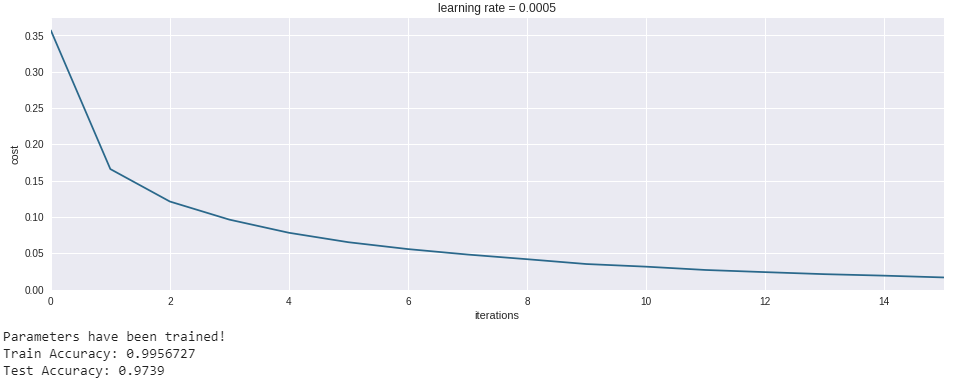 learning rate = 0.0005
0.35
0.30
0.25
0.20
0.15
0.10
0.05
0.00
cost
0 2 4 6 8 10 12 14
iterations
Parameters have been trained!
Train Accuracy: 0.9956727
Test Accuracy: 0.9739